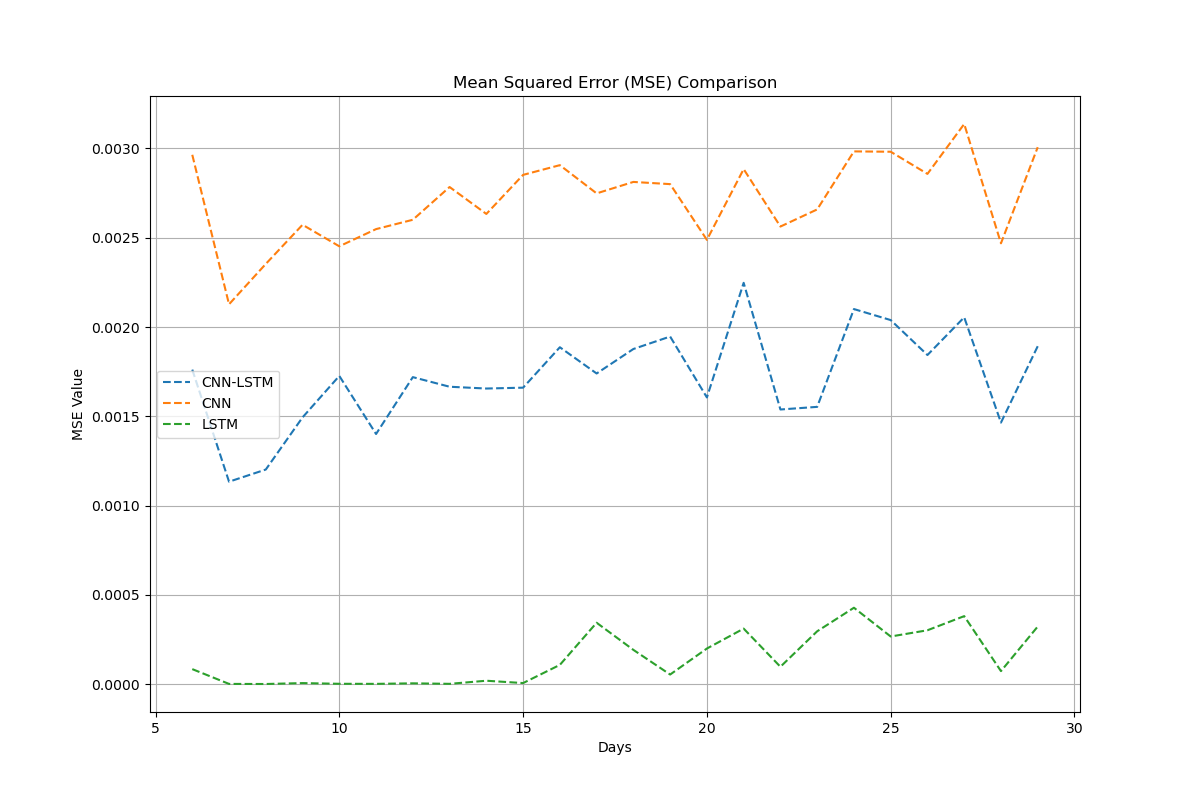 Mean Squared Error (MSE) Comparison
MSE Value
0.0030
0.0025
0.0020
0.0015
0.0010
0.0005
0.0000
CNN-LSTM
CNN
LSTM
5 10 15 20 25 30
Days